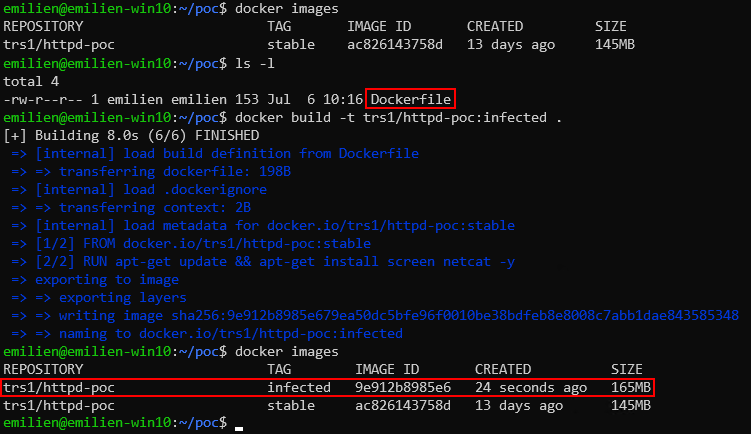 emilien@emilien-win10:~/poc$ docker images
REPOSITORY TAG IMAGE ID CREATED SIZE
trs1/httpd-poc stable ac826143758d 13 days ago 145MB
emilien@emilien-win10:~/poc$ ls -l
total 4
-rw-r--r-- 1 emilien emilien 153 Jul  6 10:16 Dockerfile
emilien@emilien-win10:~/poc$ docker build -t trs1/httpd-poc:infected .
[+] Building 8.0s (6/6) FINISHED
=> [internal] load build definition from Dockerfile
=> => transferring dockerfile: 198B
=> [internal] load .dockerignore
=> => transferring context: 2B
=> [internal] load metadata for docker.io/trs1/httpd-poc:stable
=> [1/2] FROM docker.io/trs1/httpd-poc:stable
=> [2/2] RUN apt-get update && apt-get install screen netcat -y
=> exporting to image
=> => exporting layers
=> => writing image sha256:9e912b8985e679ea50dc5bfe96f0010be38bdfeb8e8008c7abb1dae843585348
=> => naming to docker.io/trs1/httpd-poc:infected
emilien@emilien-win10:~/poc$ docker images
REPOSITORY TAG IMAGE ID CREATED SIZE
trs1/httpd-poc infected 9e912b8985e6 24 seconds ago 165MB
trs1/httpd-poc stable ac826143758d 13 days ago 145MB
emilien@emilien-win10:~/poc$